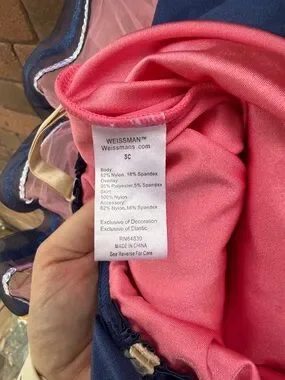 WEISSMAN™
Weissmans.com
SC
Body:
82% Nylon, 18% Spandex
Overlay:
95% Polyester, 5% Spandex
Skirt:
100% Nylon
Accessory:
82% Nylon, 18% Spandex
Exclusive of Decoration
Exclusive of Elastic
MADE IN CHINA
See Reverse For Care